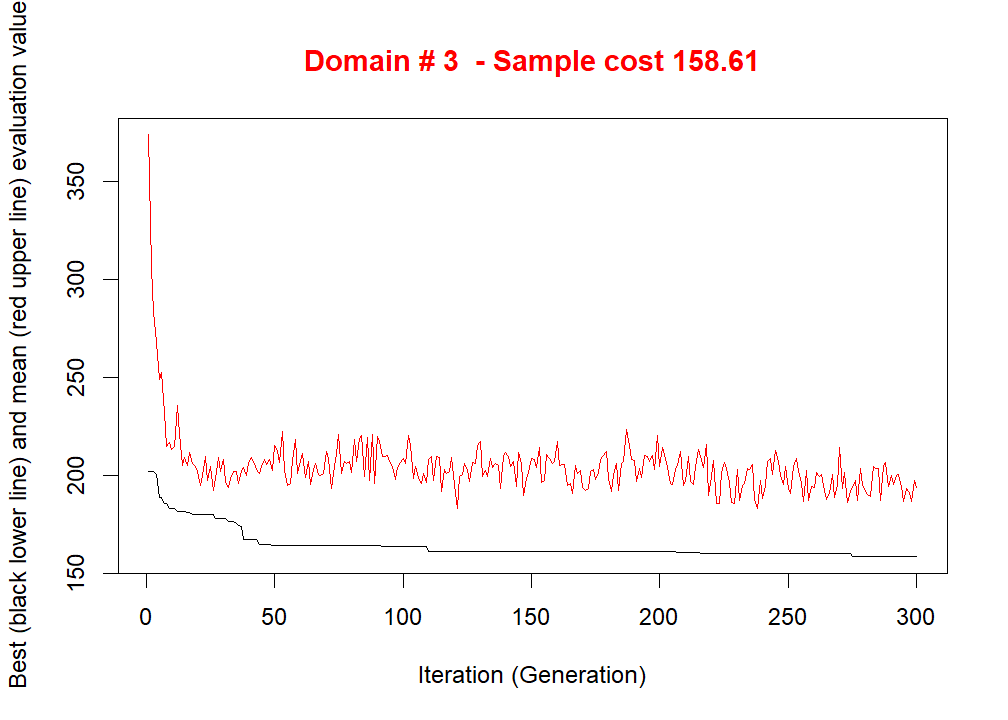 Domain # 3  - Sample cost 158.61
Best (black lower line) and mean (red upper line) evaluation value
350
300
250
200
150
0 50 100 150 200 250 300
Iteration (Generation)